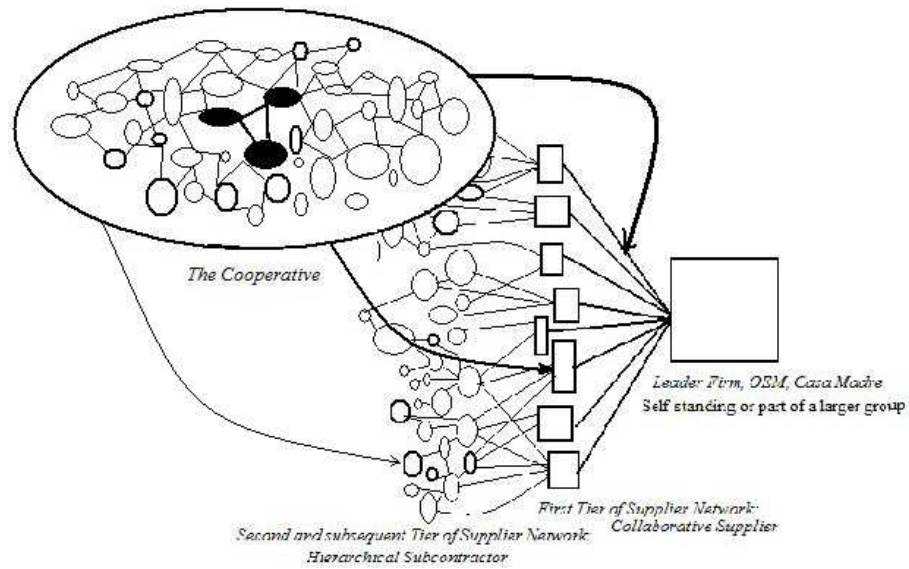 The Cooperative
Leader Firm, OEM, Casa Madre
Self standing or part of a larger group
First Tier of Supplier Network:
Collaborative Supplier
Second and subsequent Tier of Supplier Network:
Hierarchical Subcontractor